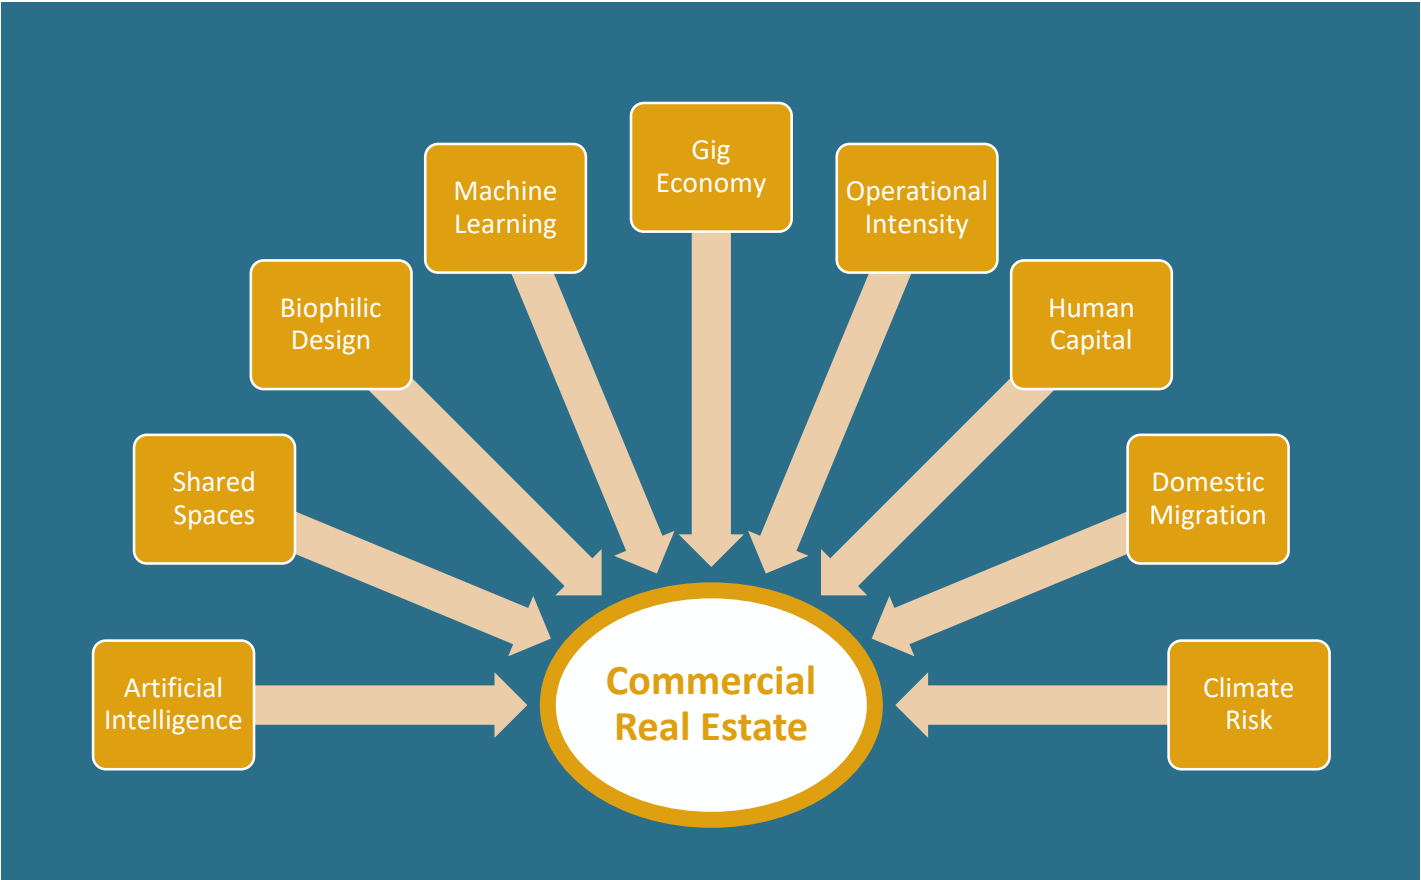 Gig
Economy
Machine
Learning
Operational
Intensity
Biophilic
Design
Human
Capital
Shared
Spaces
Domestic
Migration
Artificial
Intelligence
Commercial
Real Estate
Climate
Risk